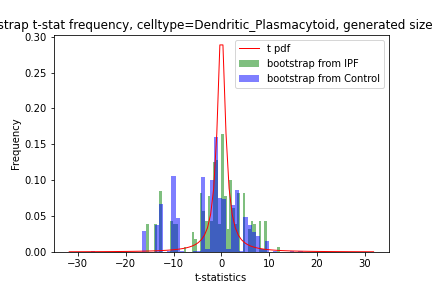 strap t-stat frequency, celltype=Dendritic_Plasmacytoid, generated size
0.30
0.25
0.20
0.15
0.10
0.05
0.00
Frequency
t pdf
bootstrap from IPF
bootstrap from Control
−30 −20 −10 0 10 20 30
t-statistics